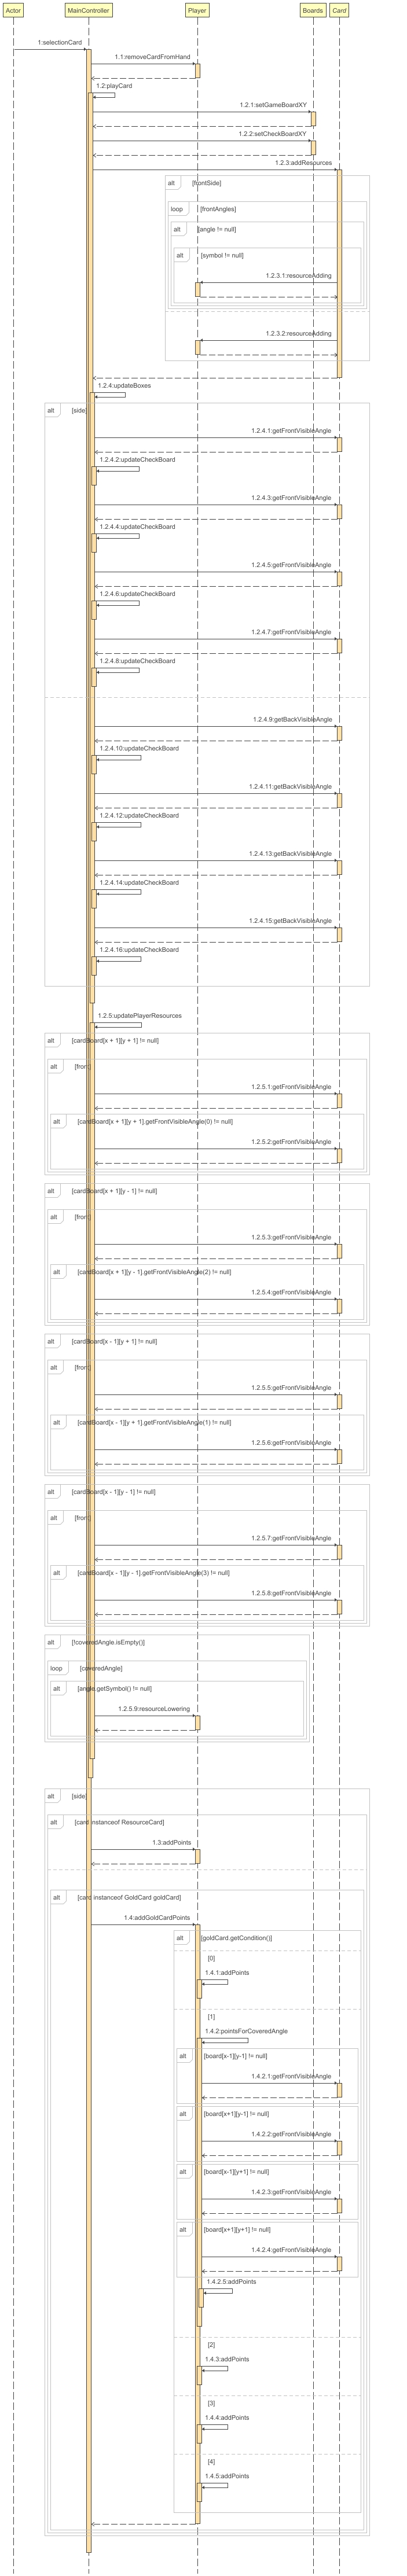 Actor
MainController
Player
Boards
Card
1:selectionCard
1.1:removeCardFromHand
1.2:playCard
1.2.1:setGameBoardXY
1.2.2:setCheckBoardXY
1.2.3:addResources
alt
[frontSide]
loop
[frontAngles]
alt
[angle != null]
alt
[symbol != null]
1.2.3.1:resourceAdding
1.2.3.2:resourceAdding
1.2.4:updateBoxes
alt
[side]
1.2.4.1:getFrontVisibleAngle
1.2.4.2:updateCheckBoard
1.2.4.3:getFrontVisibleAngle
1.2.4.4:updateCheckBoard
1.2.4.5:getFrontVisibleAngle
1.2.4.6:updateCheckBoard
1.2.4.7:getFrontVisibleAngle
1.2.4.8:updateCheckBoard
1.2.4.9:getBackVisibleAngle
1.2.4.10:updateCheckBoard
1.2.4.11:getBackVisibleAngle
1.2.4.12:updateCheckBoard
1.2.4.13:getBackVisibleAngle
1.2.4.14:updateCheckBoard
1.2.4.15:getBackVisibleAngle
1.2.4.16:updateCheckBoard
1.2.5:updatePlayerResources
alt
[cardBoard[x + 1][y + 1] != null]
alt
[front]
1.2.5.1:getFrontVisibleAngle
alt
[cardBoard[x + 1][y + 1].getFrontVisibleAngle(0) != null]
1.2.5.2:getFrontVisibleAngle
alt
[cardBoard[x + 1][y - 1] != null]
alt
[front]
1.2.5.3:getFrontVisibleAngle
alt
[cardBoard[x + 1][y - 1].getFrontVisibleAngle(2) != null]
1.2.5.4:getFrontVisibleAngle
alt
[cardBoard[x - 1][y + 1] != null]
alt
[front]
1.2.5.5:getFrontVisibleAngle
alt
[cardBoard[x - 1][y + 1].getFrontVisibleAngle(1) != null]
1.2.5.6:getFrontVisibleAngle
alt
[cardBoard[x - 1][y - 1] != null]
alt
[front]
1.2.5.7:getFrontVisibleAngle
alt
[cardBoard[x - 1][y - 1].getFrontVisibleAngle(3) != null]
1.2.5.8:getFrontVisibleAngle
alt
[!coveredAngle.isEmpty()]
loop
[coveredAngle]
alt
[angle.getSymbol() != null]
1.2.5.9:resourceLowering
alt
[side]
alt
[card instanceof ResourceCard]
1.3:addPoints
alt
[card instanceof GoldCard goldCard]
1.4:addGoldCardPoints
alt
[goldCard.getCondition()]
[0]
1.4.1:addPoints
[1]
1.4.2:pointsForCoveredAngle
alt
[board[x-1][y-1] != null]
1.4.2.1:getFrontVisibleAngle
alt
[board[x+1][y-1] != null]
1.4.2.2:getFrontVisibleAngle
alt
[board[x-1][y+1] != null]
1.4.2.3:getFrontVisibleAngle
alt
[board[x+1][y+1] != null]
1.4.2.4:getFrontVisibleAngle
1.4.2.5:addPoints
[2]
1.4.3:addPoints
[3]
1.4.4:addPoints
[4]
1.4.5:addPoints